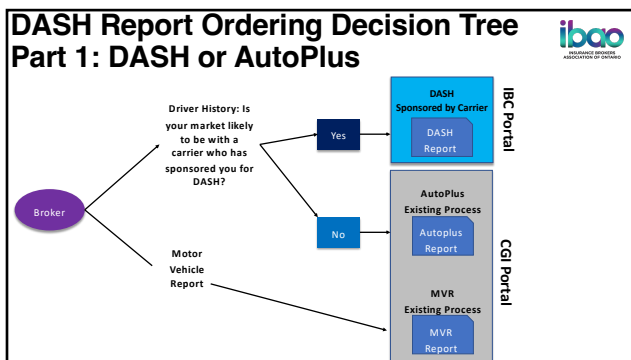 DASH Report Ordering Decision Tree
Part 1: DASH or AutoPlus
ibao
INSURANCE BROKERS
ASSOCIATION OF ONTARIO
Broker
Driver History: Is
your market likely
to be with a
carrier who has
sponsored you for
DASH?
Motor
Vehicle
Report
Yes
No
DASH
Sponsored by Carrier
DASH
Report
IBC Portal
AutoPlus
Existing Process
Autoplus
Report
MVR
Existing Process
MVR
Report
CGI Portal